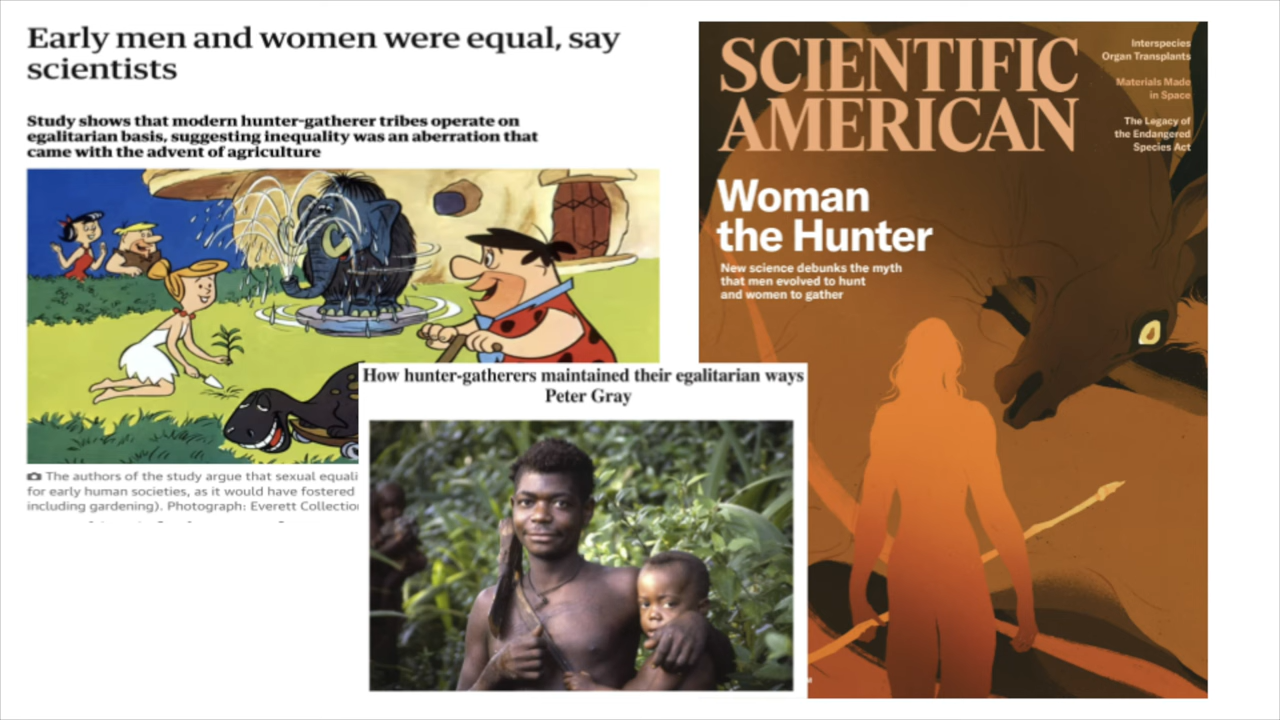 Early men and women were equal, say
scientists
Study shows that modern hunter-gatherer tribes operate on
egalitarian basis, suggesting inequality was an aberration that
came with the advent of agriculture
The authors of the study argue that sexual equali
for early human societies, as it would have fostered
including gardening). Photograph: Everett Collectio
How hunter-gatherers maintained their egalitarian ways
Peter Gray
SCIENTIFIC
AMERICAN
Interspecies
Organ Transplants
Materials Made
in Space
The Legacy of
the Endangered
Species Act
Woman
the Hunter
New science debunks the myth
that men evolved to hunt
and women to gather